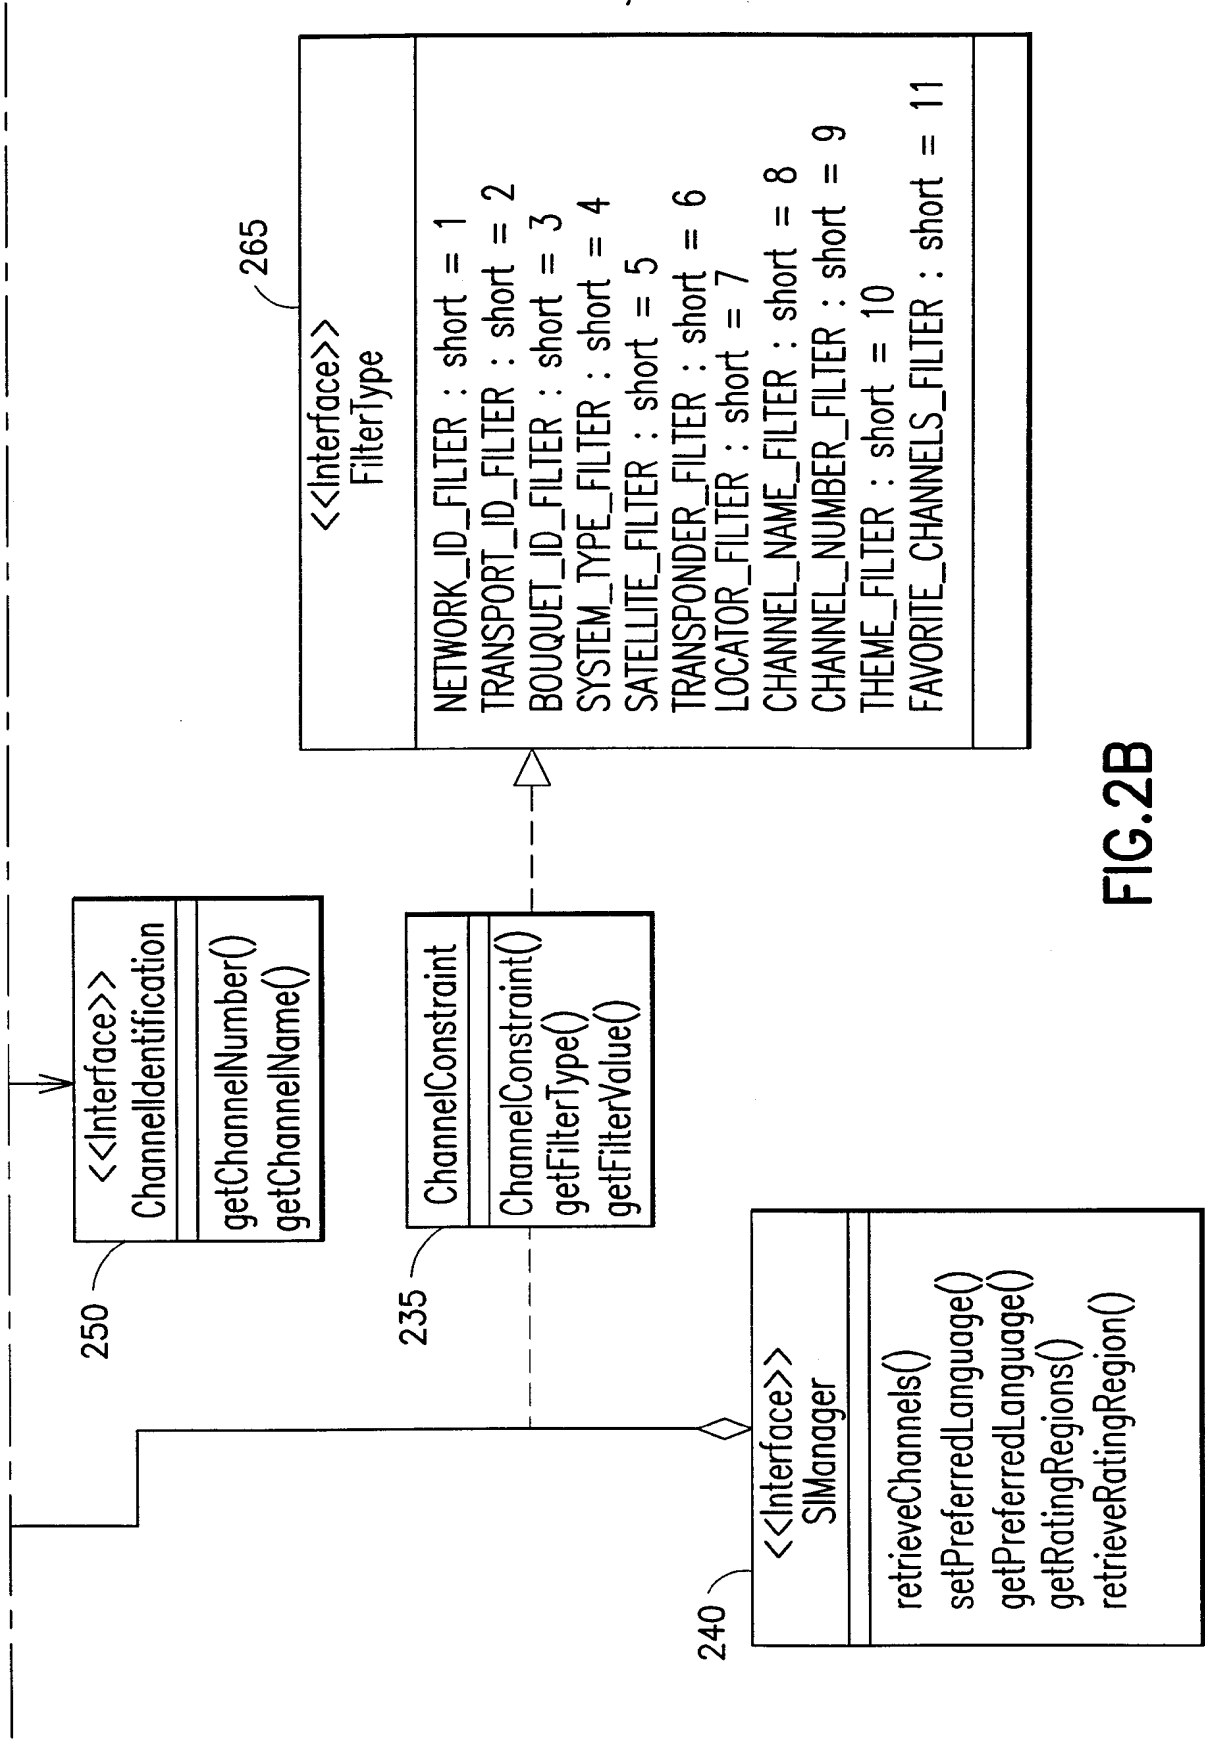 250
<<Interface>>
ChannelIdentification
getChannelNumber()
getChannelName()
235
ChannelConstraint
ChannelConstraint()
getFilterType()
getFilterValue()
265
<<Interface>>
FilterType
NETWORK_ID_FILTER : short = 1
TRANSPORT_ID_FILTER : short = 2
BOUQUET_ID_FILTER : short = 3
SYSTEM_TYPE_FILTER : short = 4
SATELLITE_FILTER : short = 5
TRANSPONDER_FILTER : short = 6
LOCATOR_FILTER : short = 7
CHANNEL_NAME_FILTER : short = 8
CHANNEL_NUMBER_FILTER : short = 9
THEME_FILTER : short = 10
FAVORITE_CHANNELS_FILTER : short = 11
240
<<Interface>>
SIManager
retrieveChannels()
setPreferredLanguage()
getPreferredLanguage()
getRatingRegions()
retrieveRatingRegion()
FIG.2B